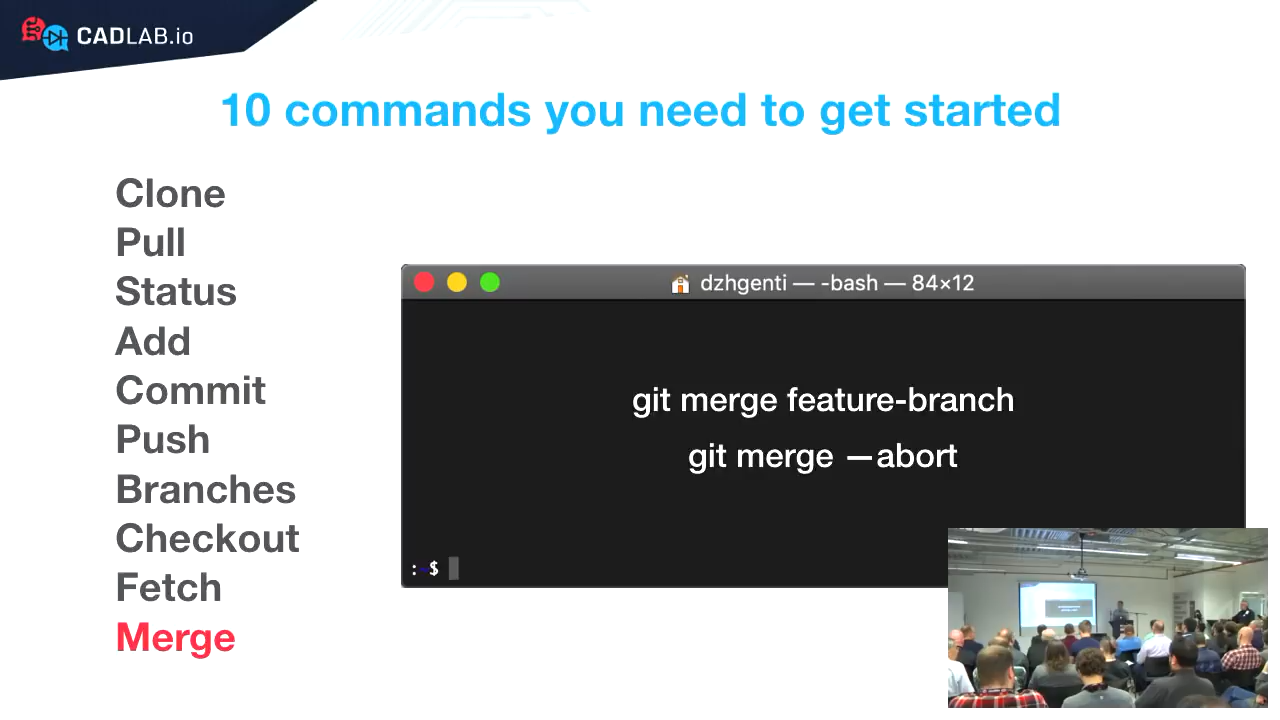 CADLAB.io
10 commands you need to get started
Clone
Pull
Status
Add
Commit
Push
Branches
Checkout
Fetch
Merge
dzhgenti — -bash — 84×12
git merge feature-branch
git merge —abort
:~$